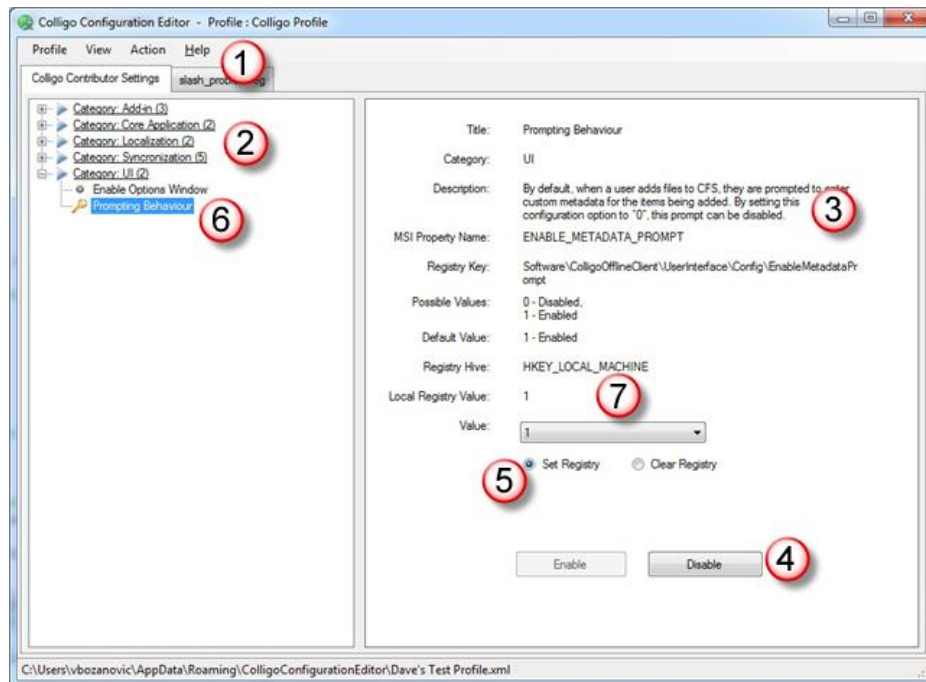 Colligo Configuration Editor - Profile : Colligo Profile
Profile View Action Help
1
Colligo Contributor Settings
Category: Add-in (3)
Category: Core Application (2)
Category: Localization (2)
Category: Syncronization (5)
Category: UI (2)
Enable Options Window
Prompting Behaviour
2
6
Title: Prompting Behaviour
Category: UI
Description: By default, when a user adds files to CFS, they are prompted to enter
custom metadata for the items being added. By setting this
configuration option to "0", this prompt can be disabled.
3
MSI Property Name: ENABLE_METADATA_PROMPT
Registry Key: Software\ColligoOfflineClient\UserInterface\Config\EnableMetadataPr
ompt
Possible Values: 0 - Disabled,
1 - Enabled
Default Value: 1 - Enabled
Registry Hive: HKEY_LOCAL_MACHINE
Local Registry Value: 1
7
Value: 1
5
Set Registry Clear Registry
Enable Disable
4
C:\Users\vbozanovic\AppData\Roaming\ColligoConfigurationEditor\Dave's Test Profile.xml